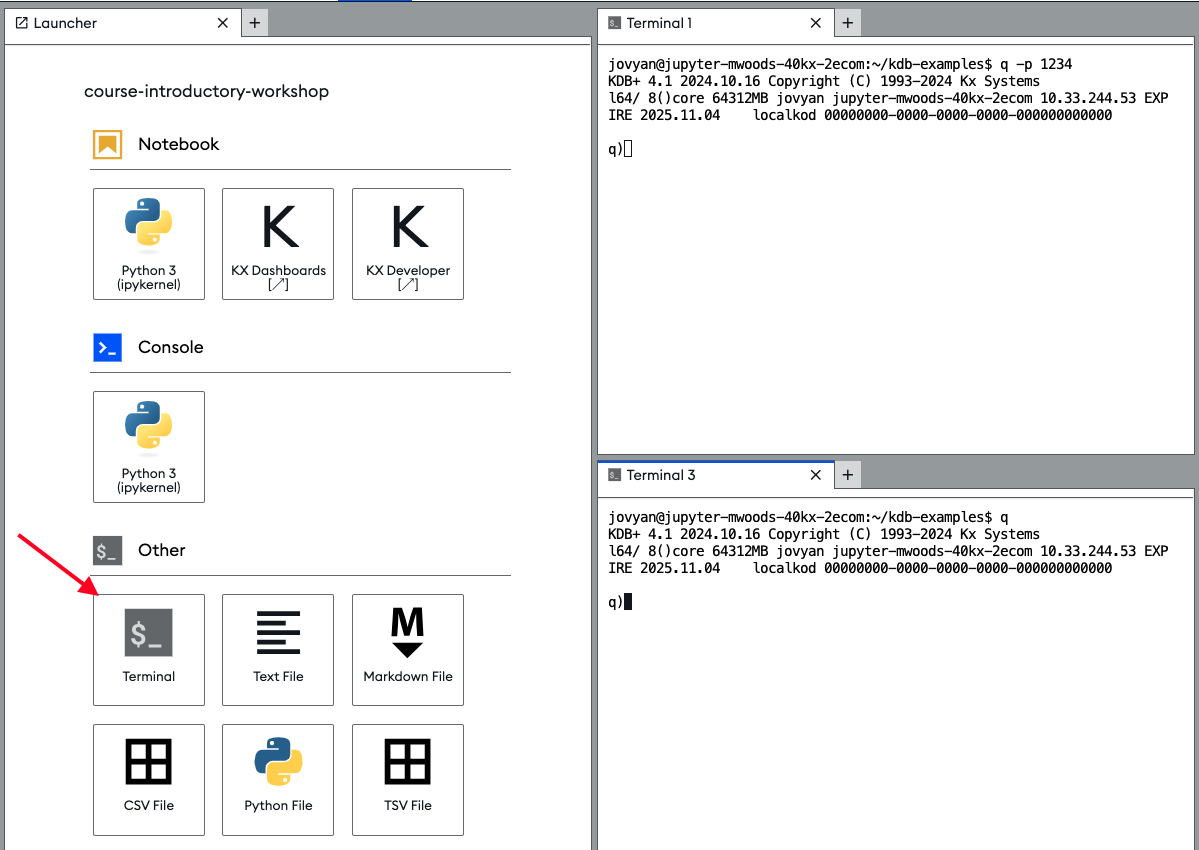 Launcher
course-introductory-workshop
Notebook
Python 3
(ipykernel)
KX Dashboards
[↗]
KX Developer
[↗]
Console
Python 3
(ipykernel)
$_ Other
$_
Terminal
Text File
M
Markdown File
CSV File
Python File
TSV File
Terminal 1
jovyan@jupyter-mwoods-40kx-2ecom:~/kdb-examples$ q -p 1234
KDB+ 4.1 2024.10.16 Copyright (C) 1993-2024 Kx Systems
l64/ 8()core 64312MB jovyan jupyter-mwoods-40kx-2ecom 10.33.244.53 EXP
IRE 2025.11.04    localkod 00000000-0000-0000-0000-000000000000
q)
Terminal 3
jovyan@jupyter-mwoods-40kx-2ecom:~/kdb-examples$ q
KDB+ 4.1 2024.10.16 Copyright (C) 1993-2024 Kx Systems
l64/ 8()core 64312MB jovyan jupyter-mwoods-40kx-2ecom 10.33.244.53 EXP
IRE 2025.11.04    localkod 00000000-0000-0000-0000-000000000000
q)